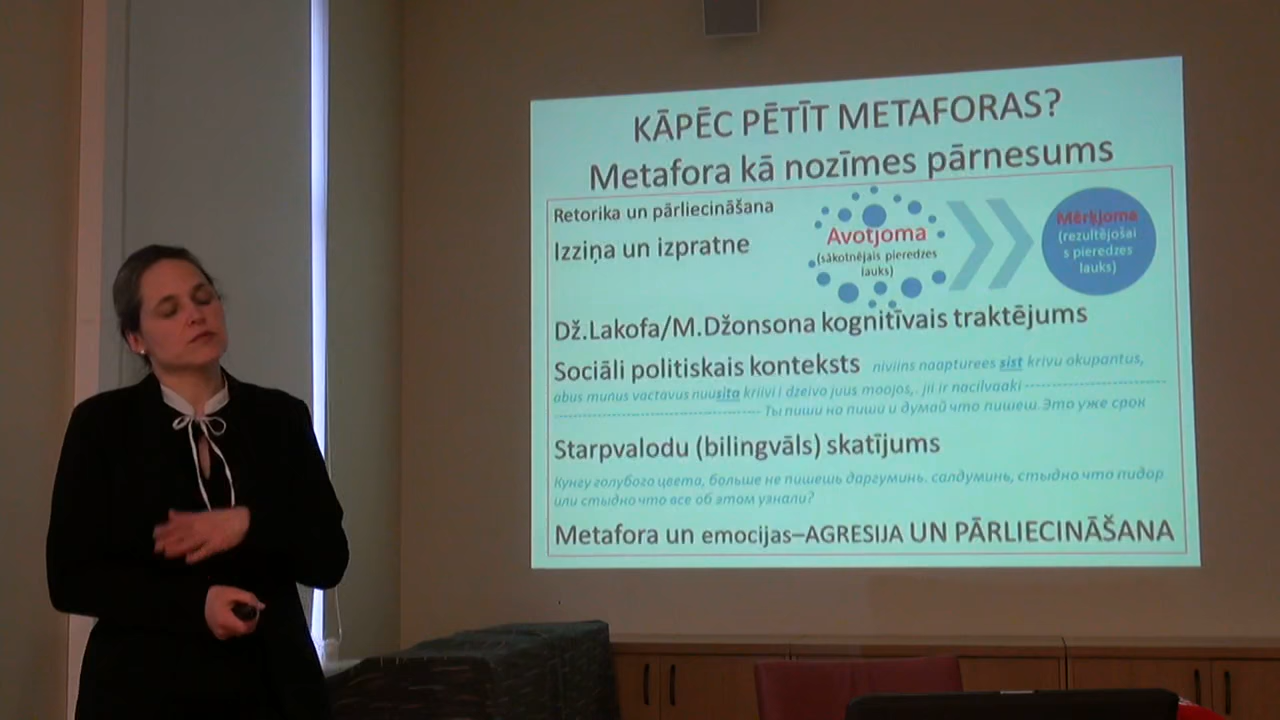 KĀPĒC PĒTĪT METAFORAS?
Metafora kā nozīmes pārnesums
Retorika un pārliecināšana
Izziņa un izpratne
Avotjoma
(sākotnējais pieredzes
lauks)
Mērķjoma
(rezultējošai
s pieredzes
lauks)
Dž.Lakofa/M.Džonsona kognitīvais traktējums
Sociāli politiskais konteksts niviins naapturees sist krivu okupantus,
abus munus vactavus nuusita kriivi i dzeivo juus moojos,. jii ir nacilvaaki --------------------
------------------------------ Ты пиши но пиши и думай что пишеш. Это уже срок
Starpvalodu (bilingvāls) skatījums
Кунгу голубого цвета, больше не пишешь даргуминь. салдуминь, стыдно что пидор
или стыдно что все об этом узнали?
Metafora un emocijas–AGRESIJA UN PĀRLIECINĀŠANA